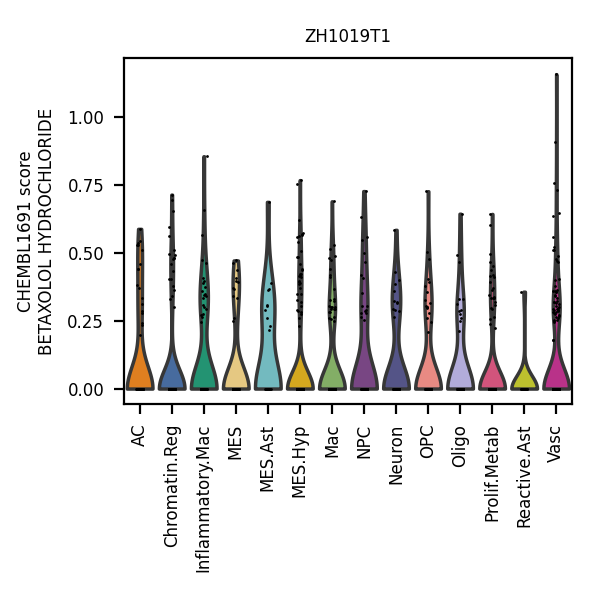 ZH1019T1
CHEMBL1691 score
BETAXOLOL HYDROCHLORIDE
1.00
0.75
0.50
0.25
0.00
AC
Chromatin.Reg
Inflammatory.Mac
MES
MES.Ast
MES.Hyp
Mac
NPC
Neuron
OPC
Oligo
Prolif.Metab
Reactive.Ast
Vasc